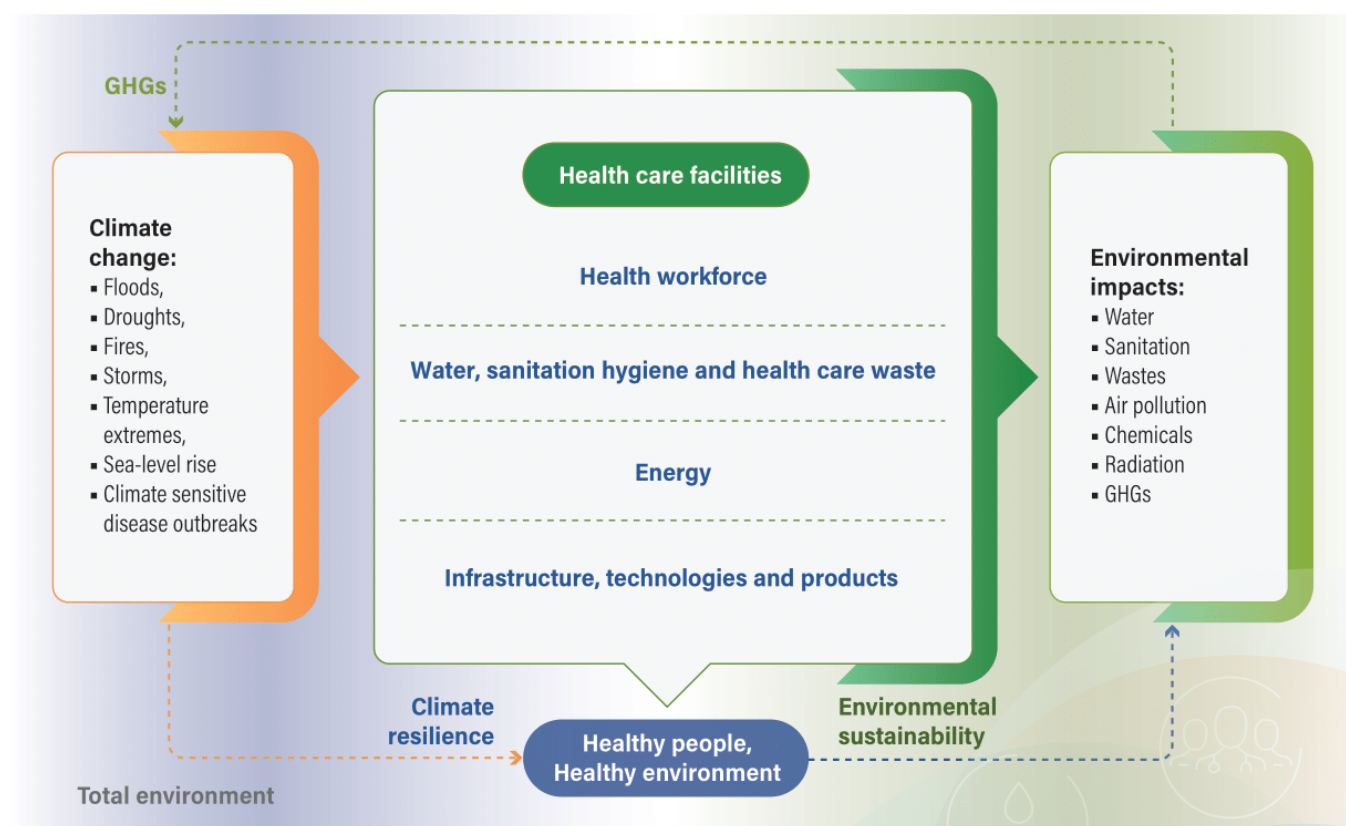 GHGs
Climate
change:
▪ Floods,
▪ Droughts,
▪ Fires,
▪ Storms,
▪ Temperature
extremes,
▪ Sea-level rise
▪ Climate sensitive
disease outbreaks
Health care facilities
Health workforce
Water, sanitation hygiene and health care waste
Energy
Infrastructure, technologies and products
Environmental
impacts:
▪ Water
▪ Sanitation
▪ Wastes
▪ Air pollution
▪ Chemicals
▪ Radiation
▪ GHGs
Climate
resilience
Healthy people,
Healthy environment
Environmental
sustainability
Total environment